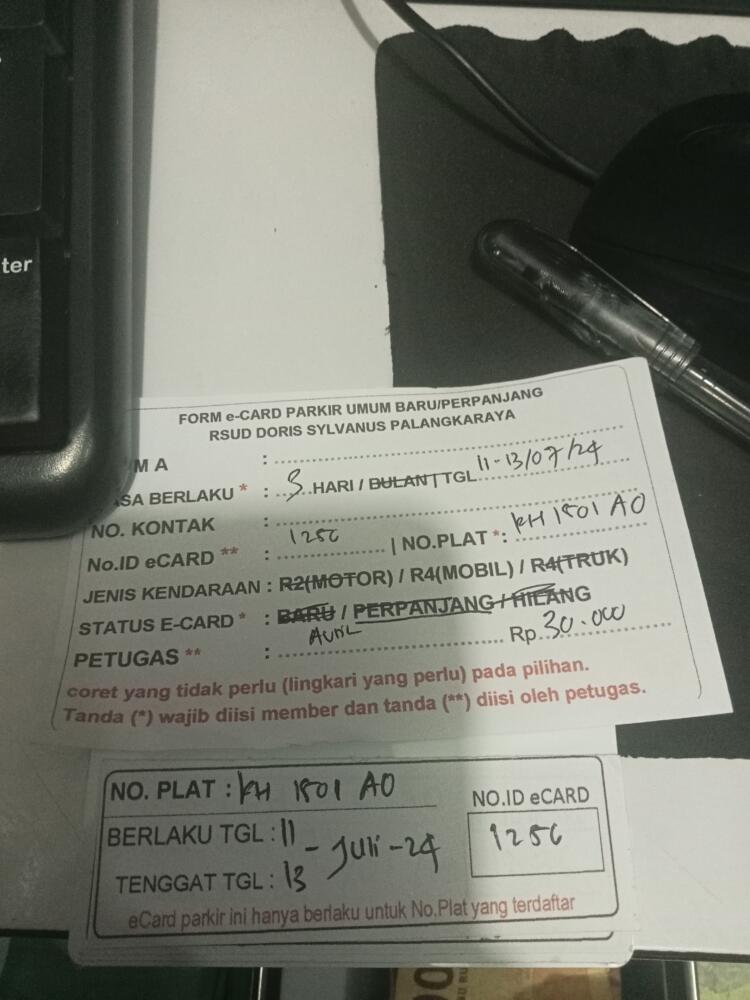 ter
FORM e-CARD PARKIR UMUM BARU/PERPANJANG
RSUD DORIS SYLVANUS PALANGKARAYA
M A :
SA BERLAKU * : 3 HARI / BULAN | TGL 11-13/07/24
NO. KONTAK :
No.ID eCARD ** : 1256 | NO.PLAT *: KH 1801 AO
JENIS KENDARAAN : R2(MOTOR) / R4(MOBIL) / R4(TRUK)
STATUS E-CARD * : BARU / PERPANJANG / HILANG
PETUGAS ** : Rp. 30.000
coret yang tidak perlu (lingkari yang perlu) pada pilihan.
Tanda (*) wajib diisi member dan tanda (**) diisi oleh petugas.
NO. PLAT : KH 1801 AO
NO.ID eCARD
1256
BERLAKU TGL : 11 - Juli - 24
TENGGAT TGL : 13
eCard parkir ini hanya berlaku untuk No.Plat yang terdaftar